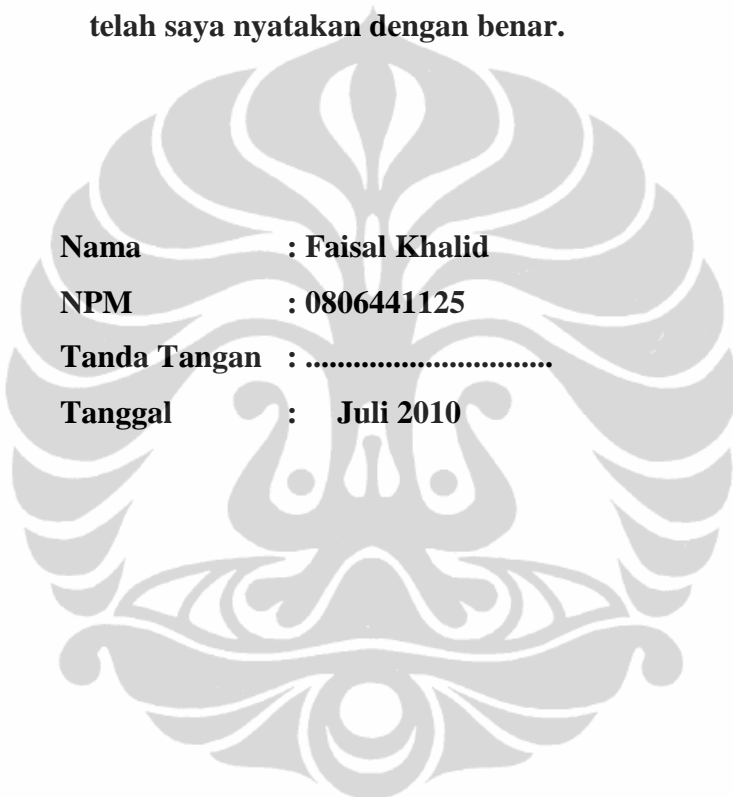 telah saya nyatakan dengan benar.
Nama : Faisal Khalid
NPM : 0806441125
Tanda Tangan : ................................
Tanggal : Juli 2010